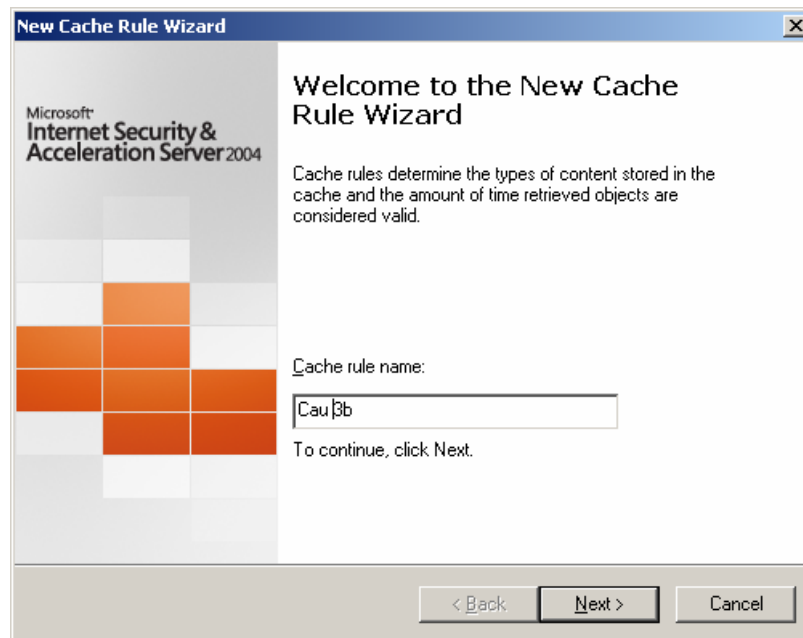 New Cache Rule Wizard
Microsoft
Internet Security &
Acceleration Server 2004
Welcome to the New Cache
Rule Wizard
Cache rules determine the types of content stored in the
cache and the amount of time retrieved objects are
considered valid.
Cache rule name:
Cau 3b
To continue, click Next.
< Back
Next >
Cancel